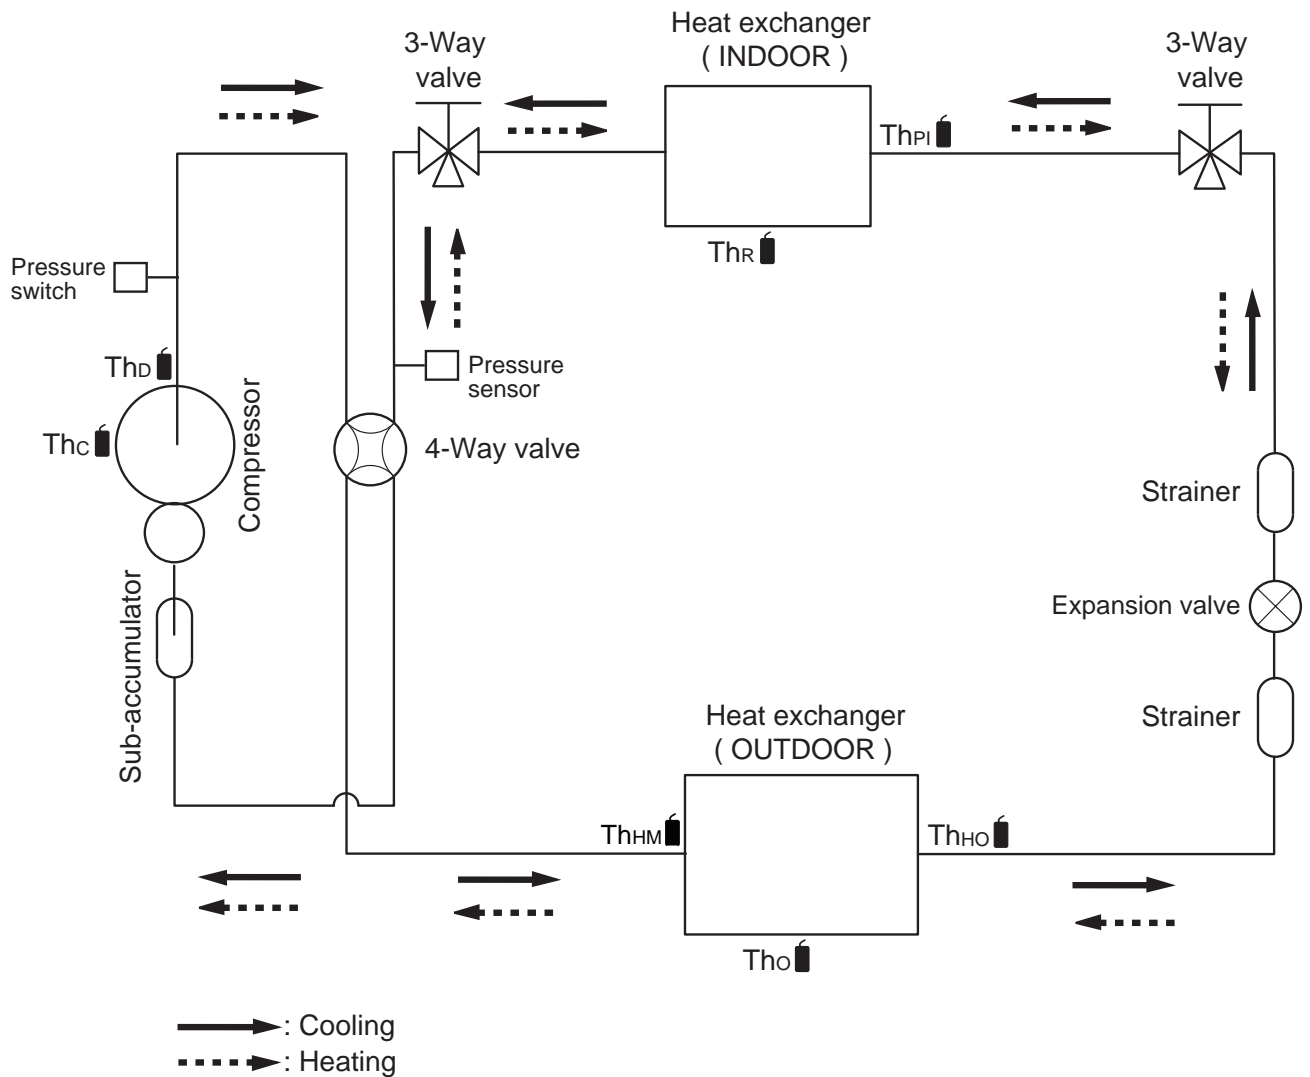 Heat exchanger
( INDOOR )
3-Way
valve
3-Way
valve
ThPI
ThR
Pressure
switch
ThD
Pressure
sensor
ThC
Compressor
4-Way valve
Strainer
Expansion valve
Sub-accumulator
Strainer
Heat exchanger
( OUTDOOR )
ThHM
ThHO
ThO
: Cooling
: Heating